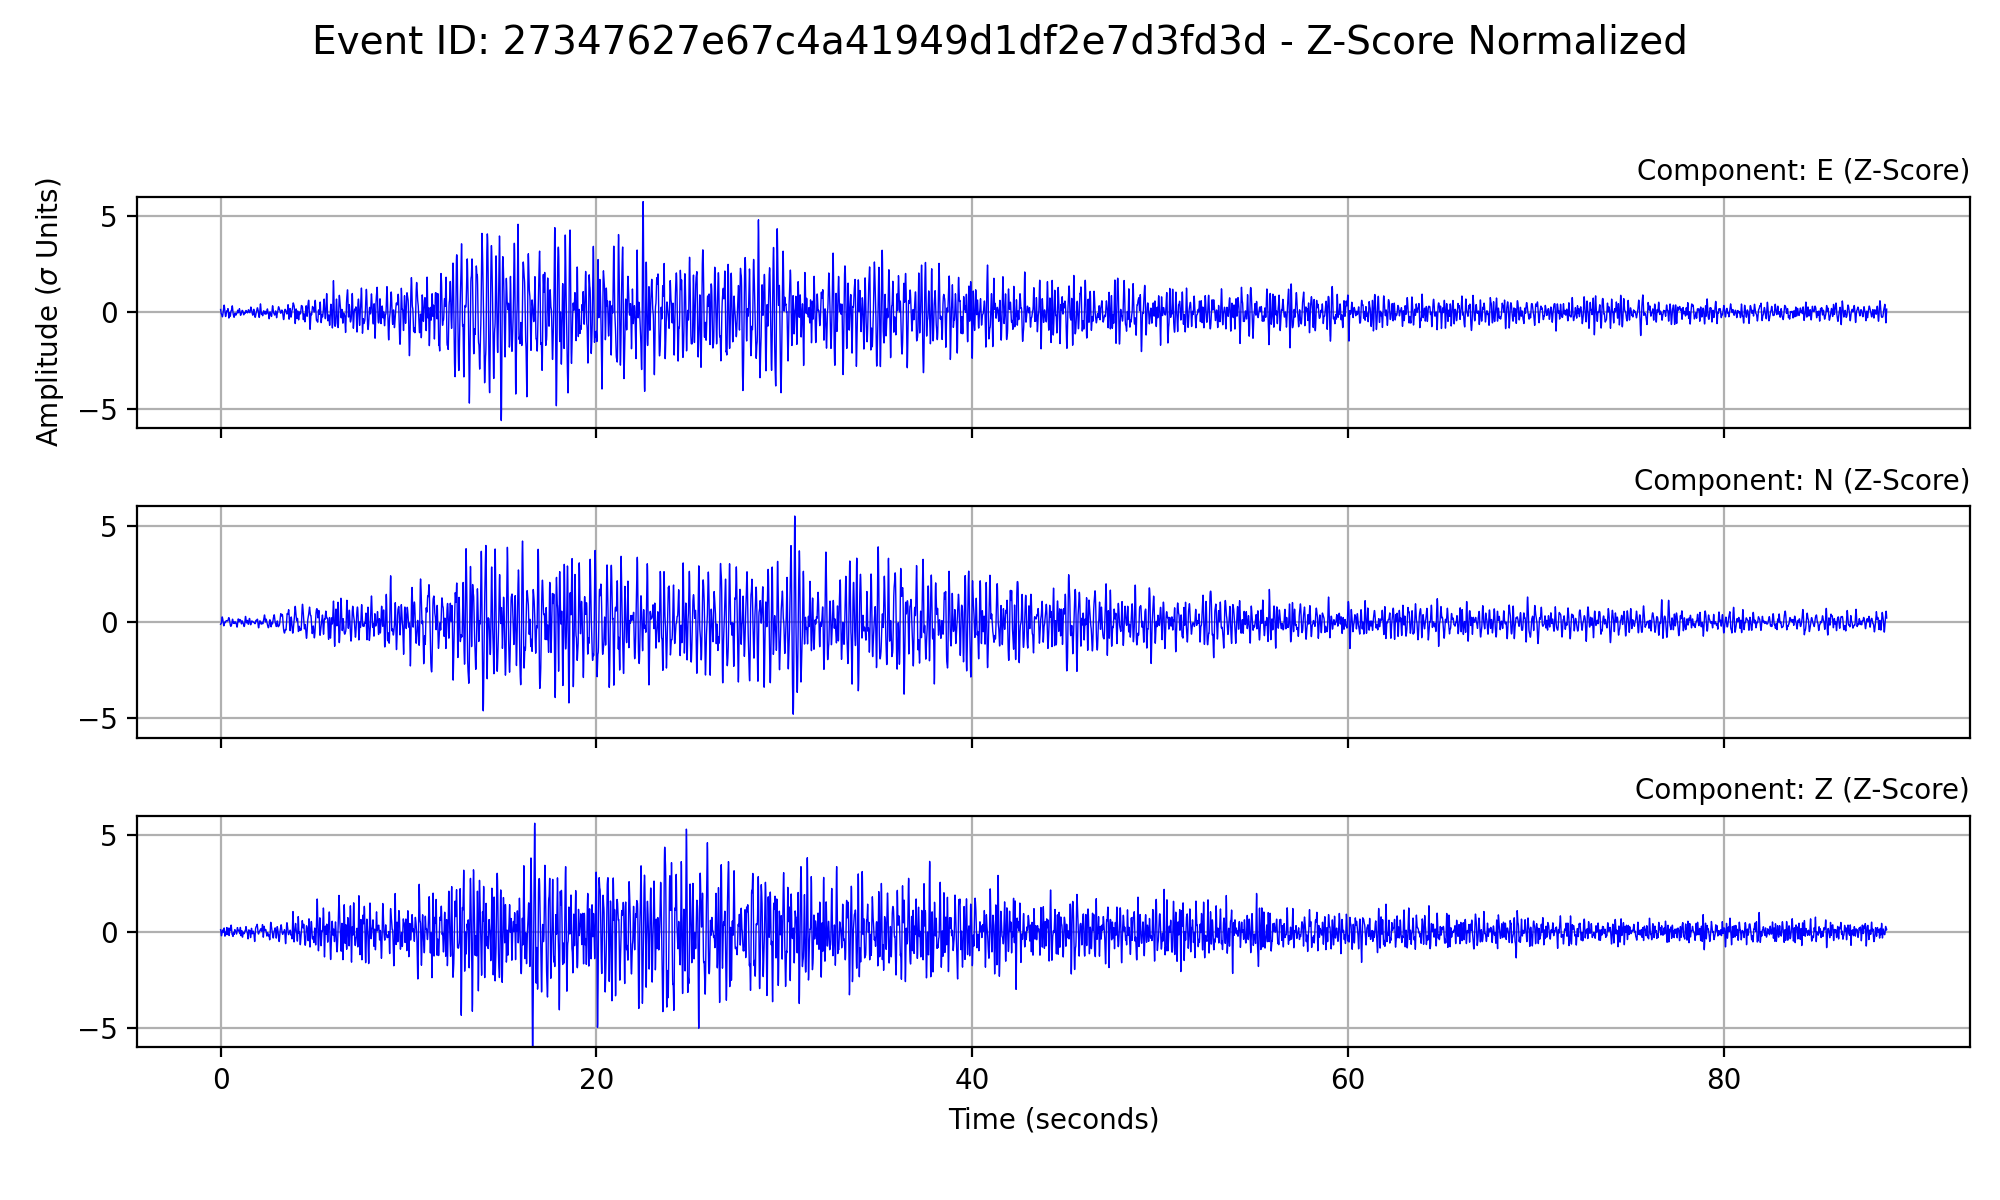 Event ID: 27347627e67c4a41949d1df2e7d3fd3d - Z-Score Normalized
Component: E (Z-Score)
Amplitude (σ Units)
5
0
−5
Component: N (Z-Score)
5
0
−5
Component: Z (Z-Score)
5
0
−5
0 20 40 60 80
Time (seconds)